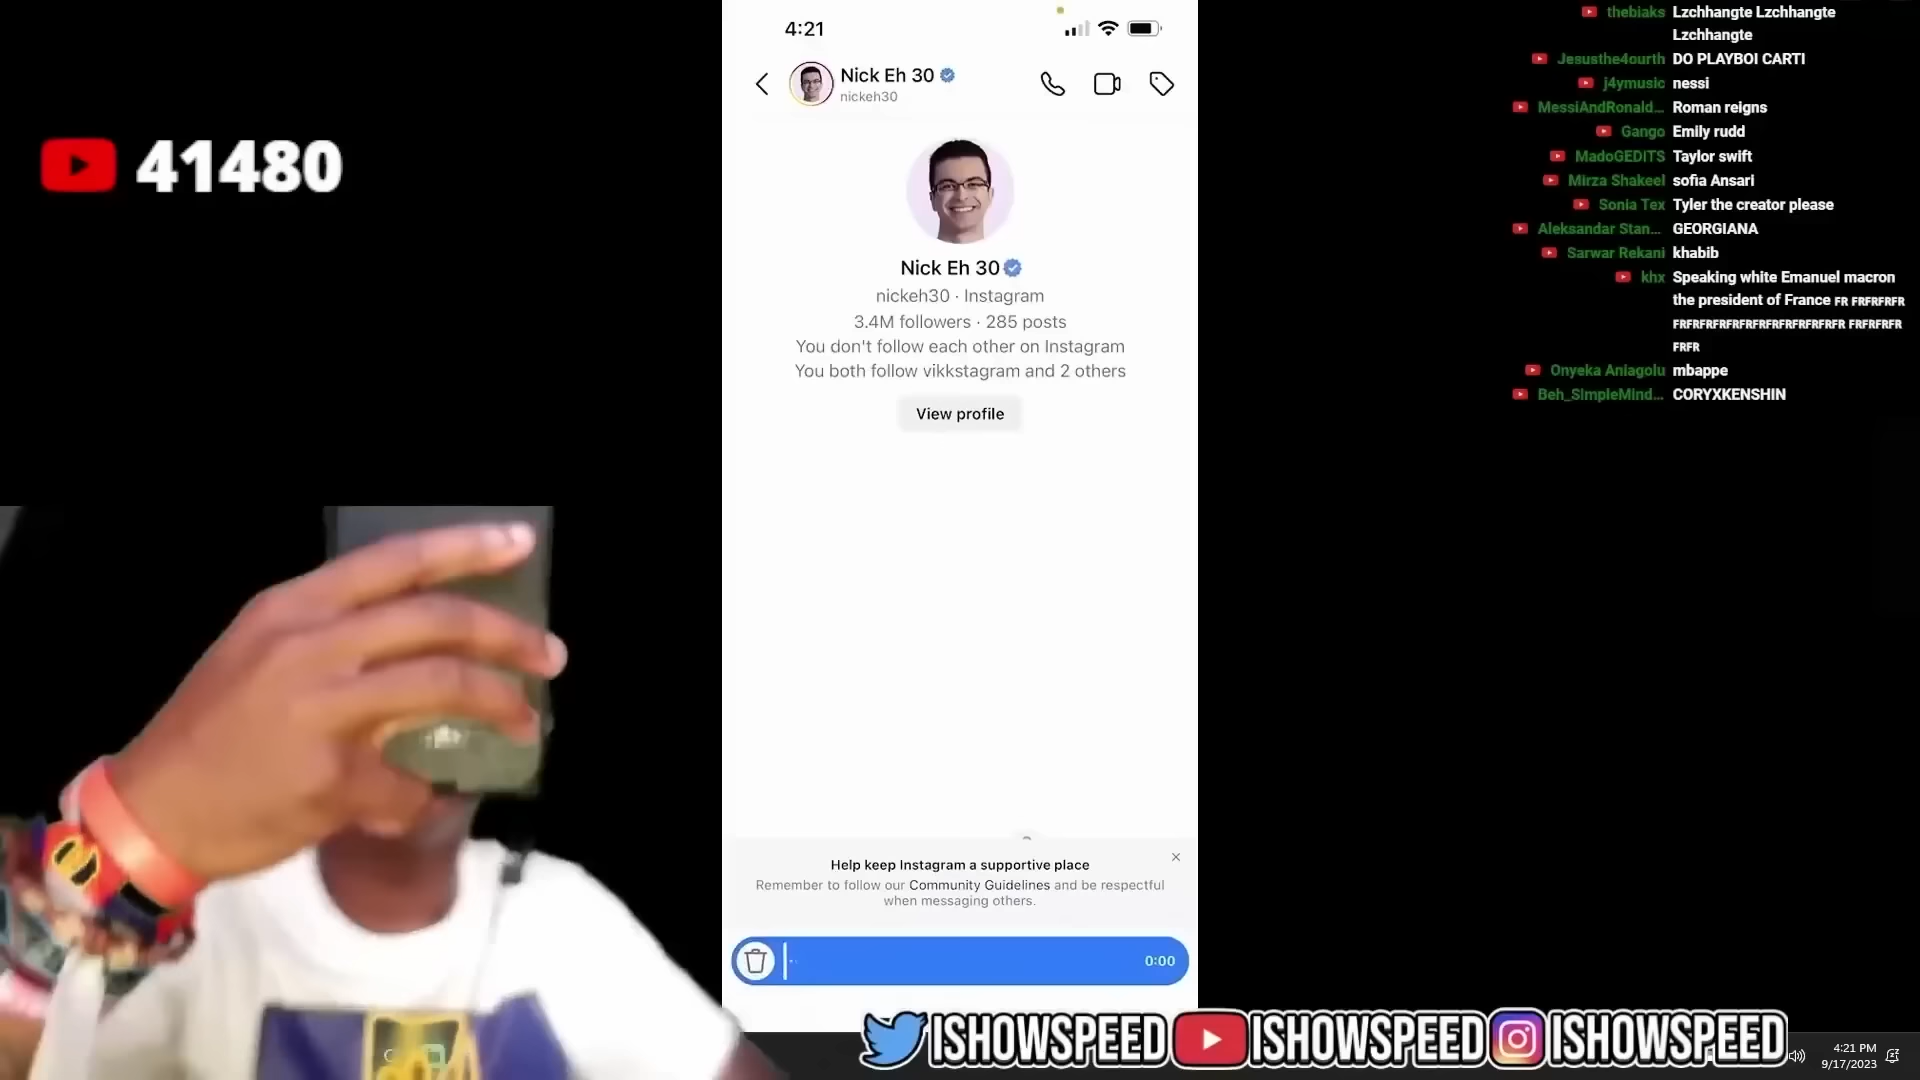 41480
4:21
Nick Eh 30
nickeh30
Nick Eh 30
nickeh30 · Instagram
3.4M followers · 285 posts
You don't follow each other on Instagram
You both follow vikkstagram and 2 others
View profile
Help keep Instagram a supportive place
Remember to follow our Community Guidelines and be respectful
when messaging others.
0:00
thebiaks Lzchhangte Lzchhangte
Lzchhangte
Jesusthe4ourth DO PLAYBOI CARTI
j4ymusic nessi
MessiAndRonald... Roman reigns
Gango Emily rudd
MadoGEDITS Taylor swift
Mirza Shakeel sofia Ansari
Sonia Tex Tyler the creator please
Aleksandar Stan... GEORGIANA
Sarwar Rekani khabib
khx Speaking white Emanuel macron
the president of France FR FRFRFRFR
FRFRFRFRFRFRFRFRFRFRFRFRFR FRFRFRFR
FRFR
Onyeka Aniagolu mbappe
Beh_SImpleMind... CORYXKENSHIN
ISHOWSPEED ISHOWSPEED ISHOWSPEED
4:21 PM
9/17/2023